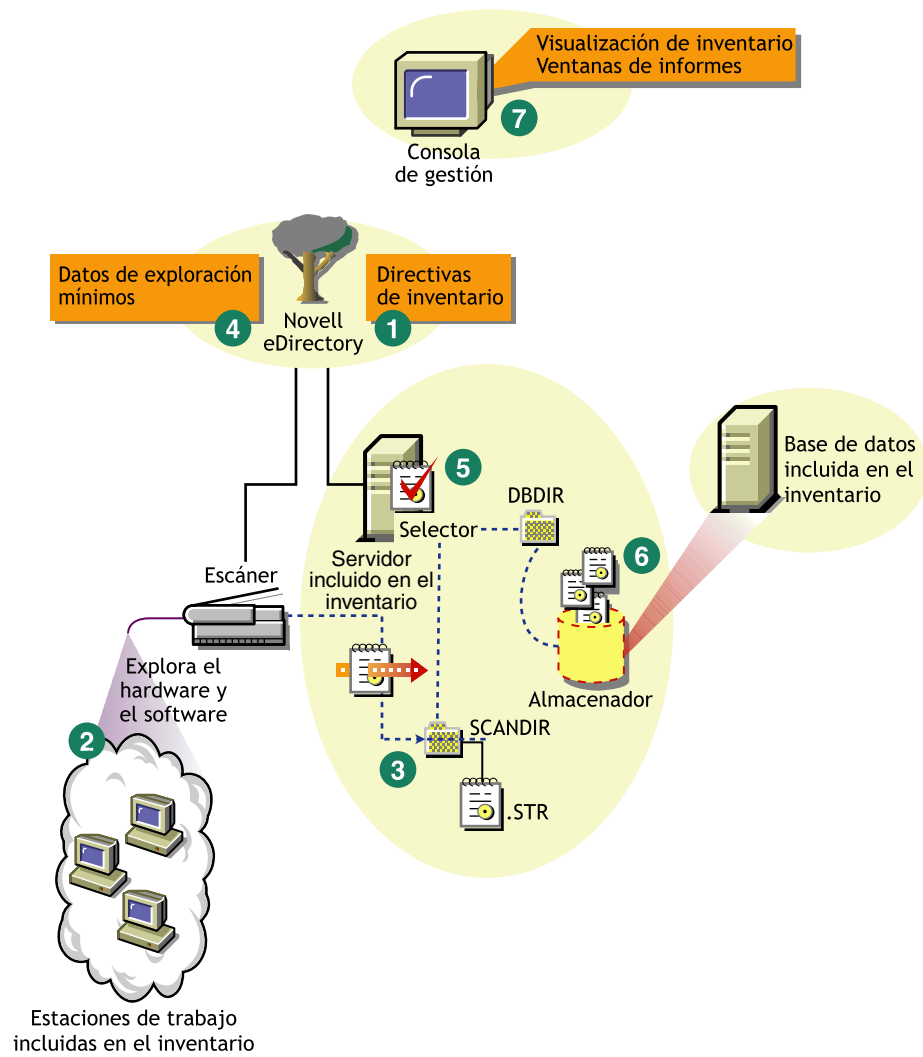 Visualización de inventario
Ventanas de informes
7
Consola
de gestión
Datos de exploración
mínimos
4
Novell
eDirectory
Directivas
de inventario
1
5
Selector
Servidor
incluido en el
inventario
DBDIR
6
Almacenador
Base de datos
incluida en el
inventario
Escáner
Explora el
hardware y
el software
2
SCANDIR
3
.STR
Estaciones de trabajo
incluidas en el inventario